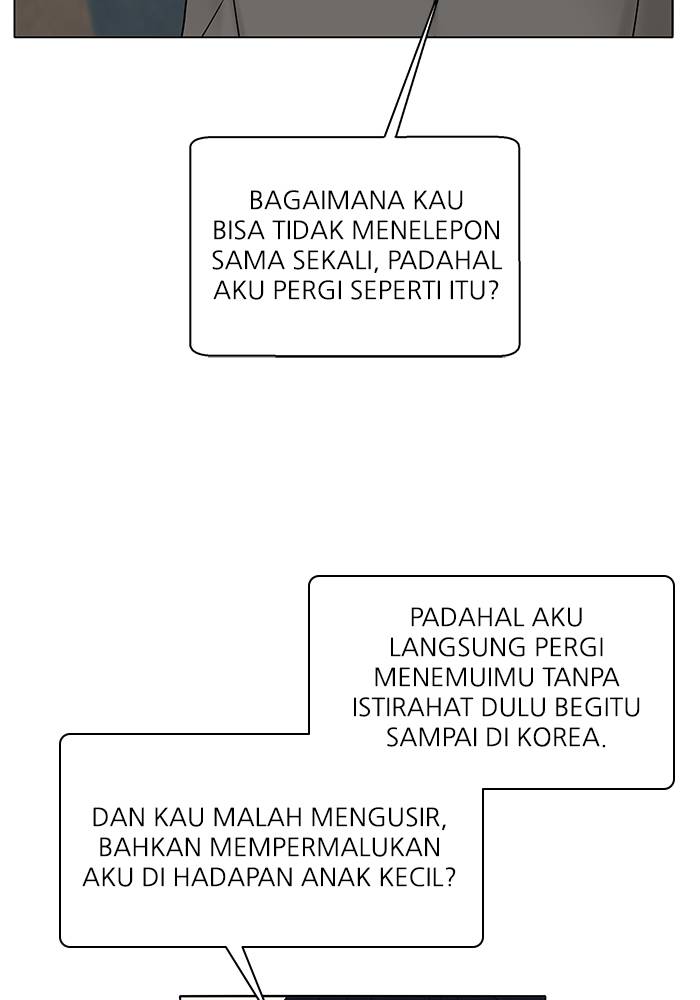 BAGAIMANA KAU
BISA TIDAK MENELEPON
SAMA SEKALI, PADAHAL
AKU PERGI SEPERTI ITU?
PADAHAL AKU
LANGSUNG PERGI
MENEMUIMU TANPA
ISTIRAHAT DULU BEGITU
SAMPAI DI KOREA.
DAN KAU MALAH MENGUSIR,
BAHKAN MEMPERMALUKAN
AKU DI HADAPAN ANAK KECIL?